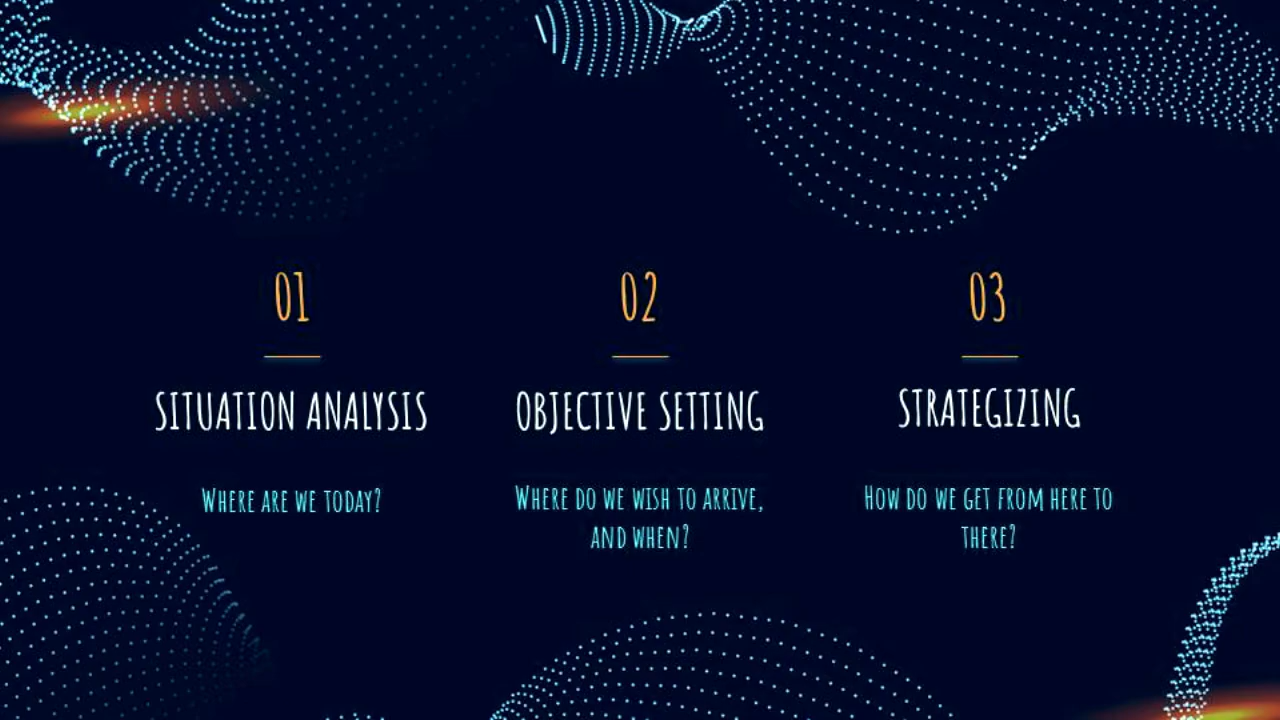 01
SITUATION ANALYSIS
WHERE ARE WE TODAY?
02
OBJECTIVE SETTING
WHERE DO WE WISH TO ARRIVE,
AND WHEN?
03
STRATEGIZING
HOW DO WE GET FROM HERE TO
THERE?